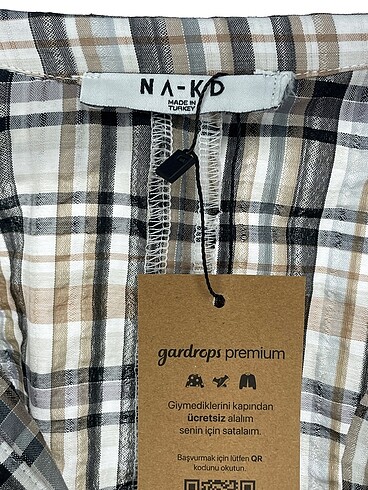 NA-KD
MADE IN
TURKEY
gardrops premium
Giymediklerini kapından
ücretsiz alalım
senin için satalım.
Başvurmak için lütfen QR
kodunu okutun.